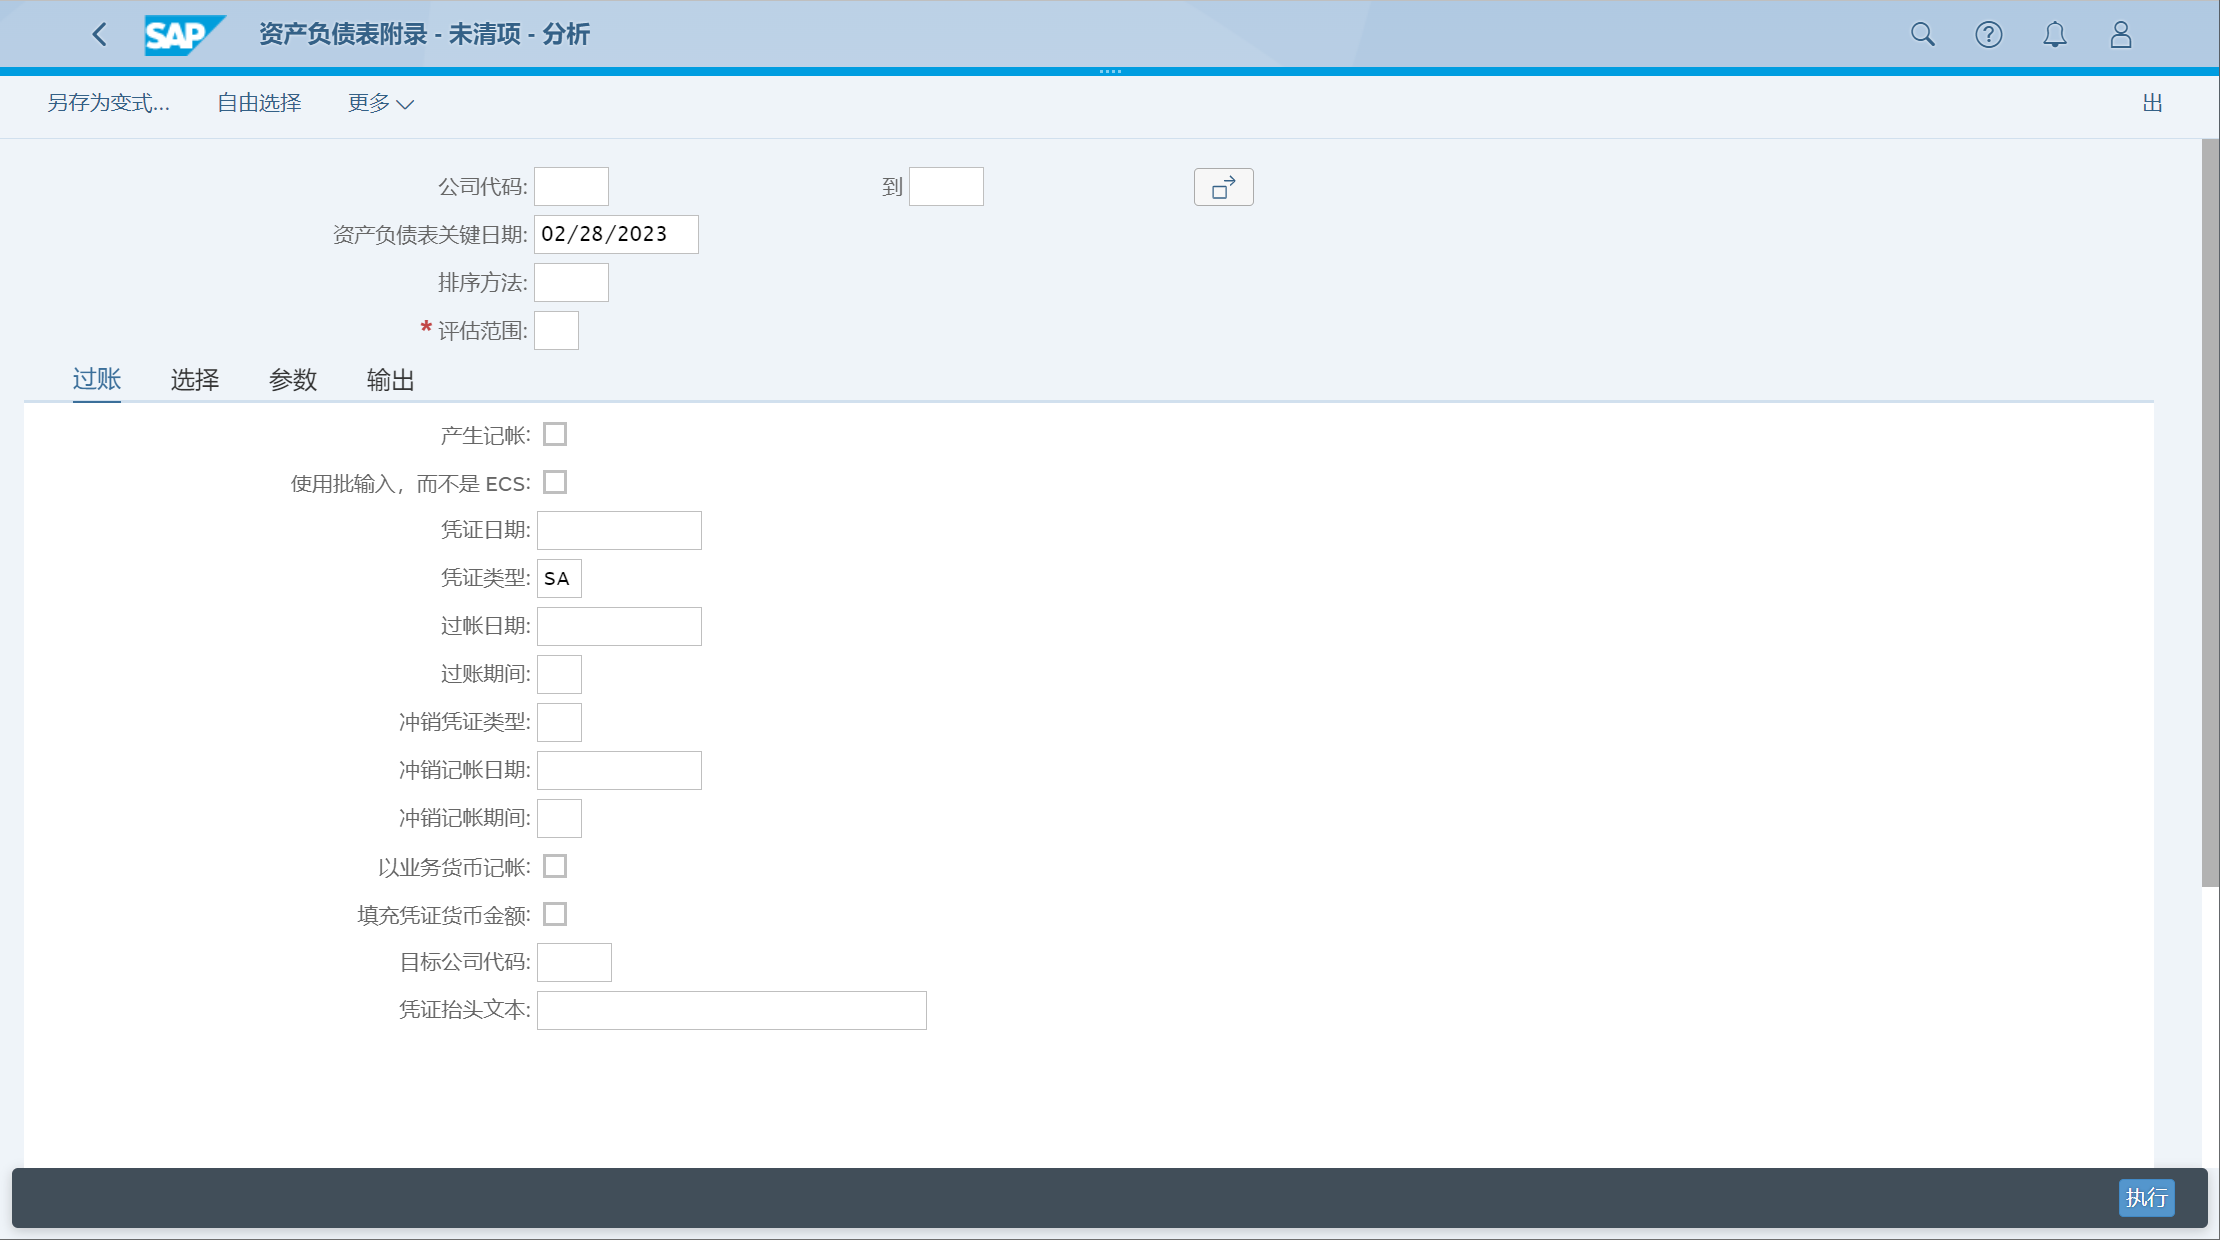 SAP 资产负债表附录 - 未清项 - 分析
另存为变式... 自由选择 更多 出
公司代码: 到
资产负债表关键日期: 02/28/2023
排序方法:
* 评估范围:
过账 选择 参数 输出
产生记帐:
使用批输入，而不是 ECS:
凭证日期:
凭证类型: SA
过帐日期:
过账期间:
冲销凭证类型:
冲销记帐日期:
冲销记帐期间:
以业务货币记帐:
填充凭证货币金额:
目标公司代码:
凭证抬头文本:
执行